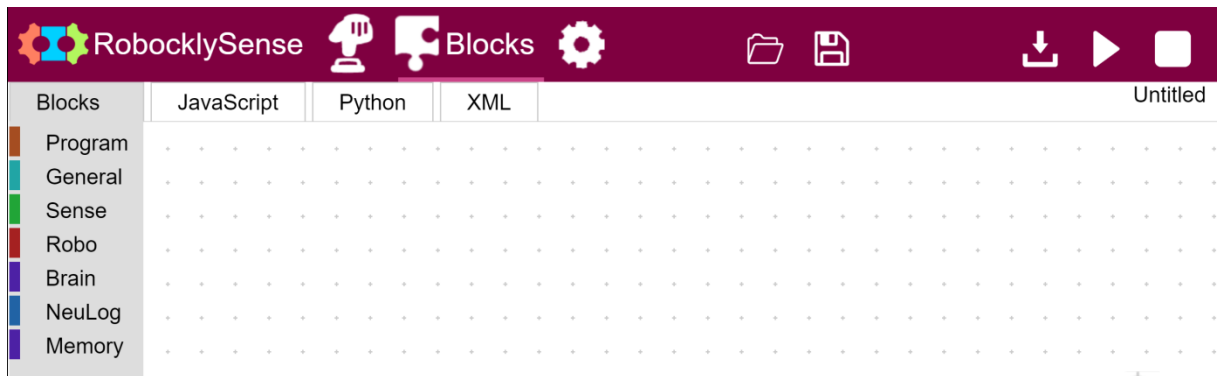 RobocklySense Blocks
Blocks JavaScript Python XML Untitled
Program
General
Sense
Robo
Brain
NeuLog
Memory